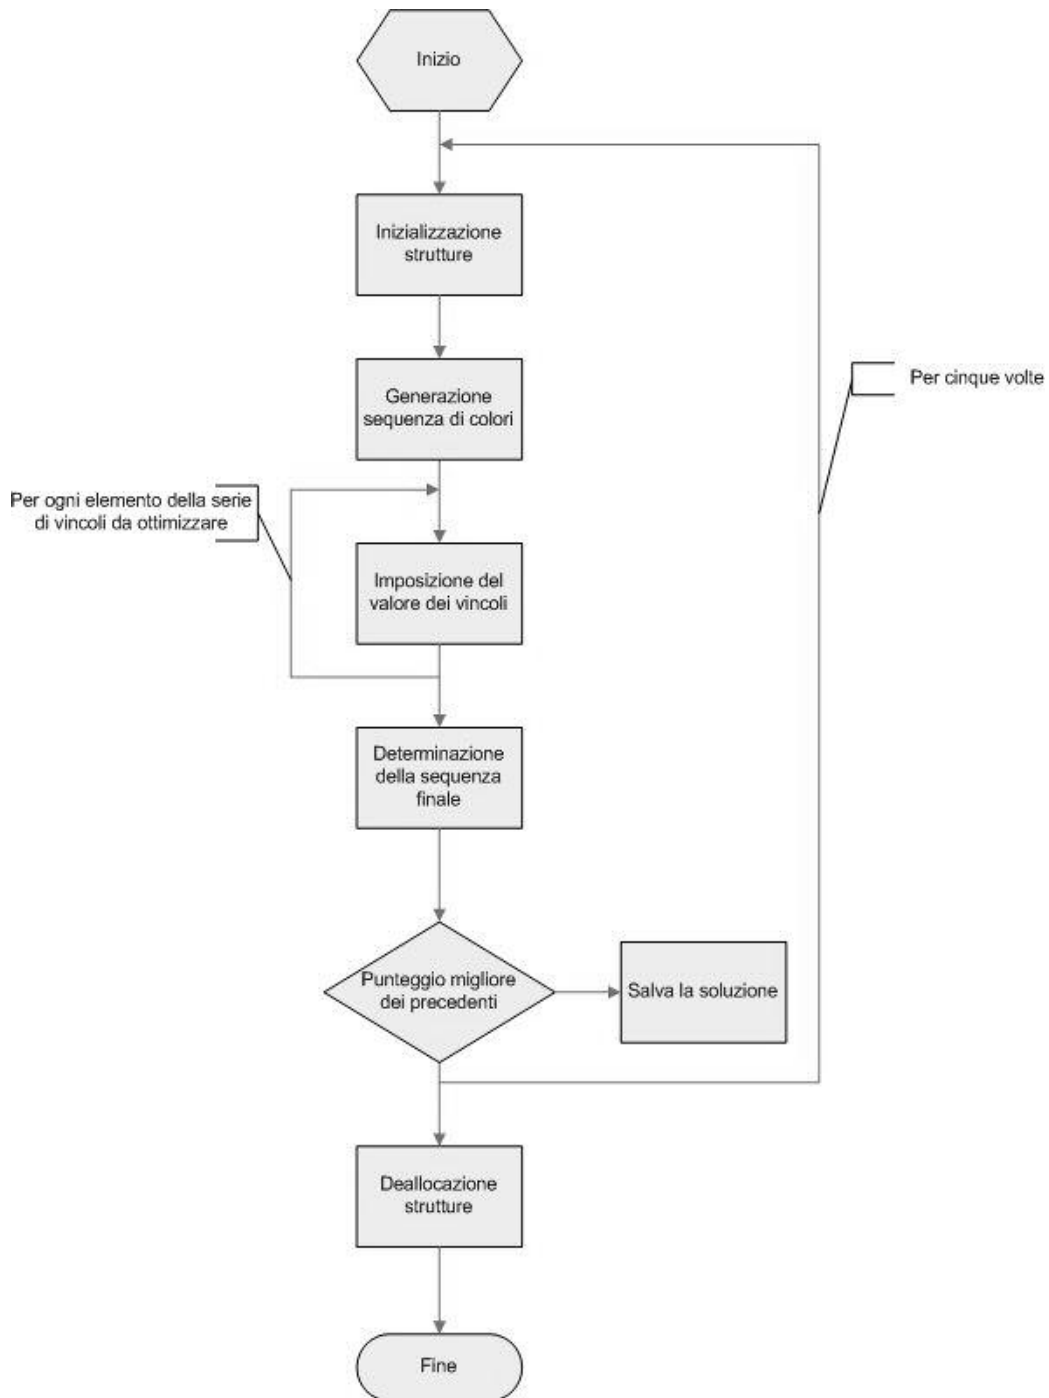 Inizio
Inizializzazione
strutture
Per cinque volte
Generazione
sequenza di colori
Per ogni elemento della serie
di vincoli da ottimizzare
Imposizione del
valore dei vincoli
Determinazione
della sequenza
finale
Punteggio migliore
dei precedenti
Salva la soluzione
Deallocazione
strutture
Fine